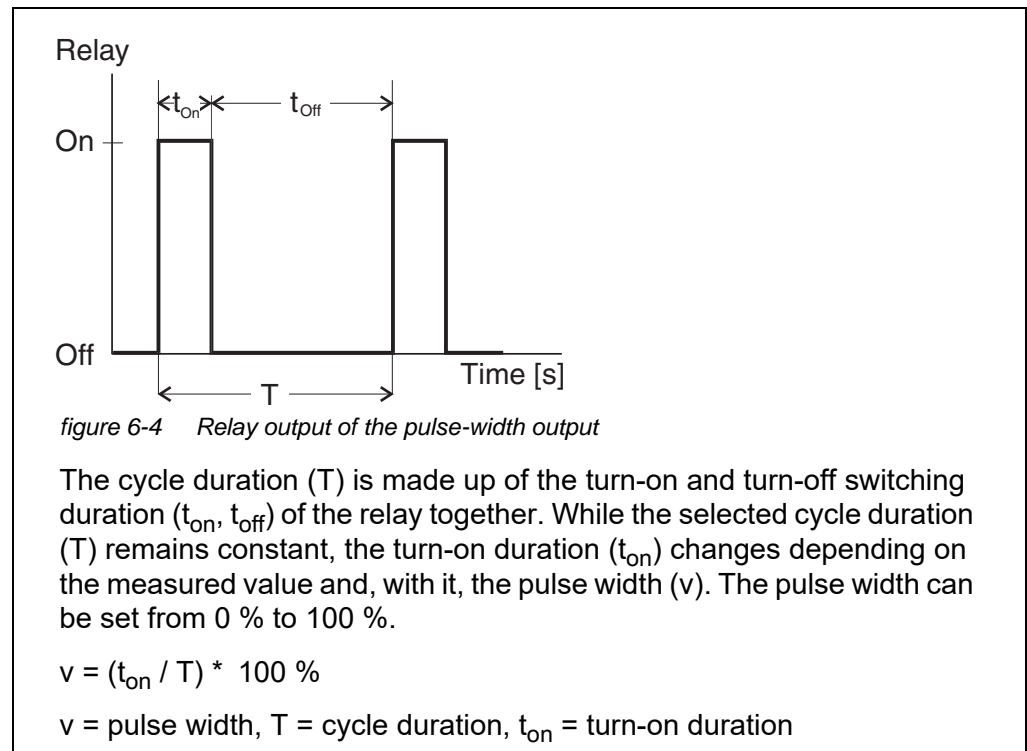 Relay
tOn
tOff
On
Off
Time [s]
T
figure 6-4 Relay output of the pulse-width output
The cycle duration (T) is made up of the turn-on and turn-off switching
duration (ton, toff) of the relay together. While the selected cycle duration
(T) remains constant, the turn-on duration (ton) changes depending on
the measured value and, with it, the pulse width (v). The pulse width can
be set from 0 % to 100 %.
v = (ton / T) * 100 %
v = pulse width, T = cycle duration, ton = turn-on duration